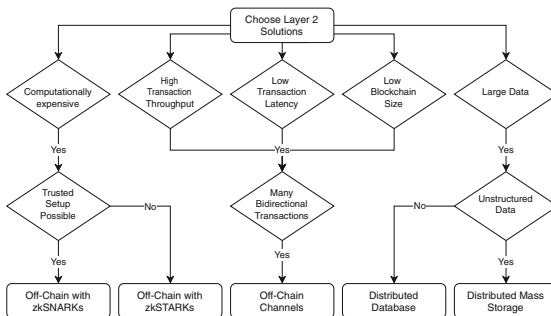 Choose Layer 2
Solutions
Computationally
expensive
High
Transaction
Throughput
Low
Transaction
Latency
Low
Blockchain
Size
Large Data
Yes
Yes
Yes
Trusted
Setup
Possible
No
Many
Bidirectional
Transactions
No
Unstructured
Data
Yes
Yes
Yes
Off-Chain with
zkSNARKs
Off-Chain with
zkSTARKs
Off-Chain
Channels
Distributed
Database
Distributed Mass
Storage